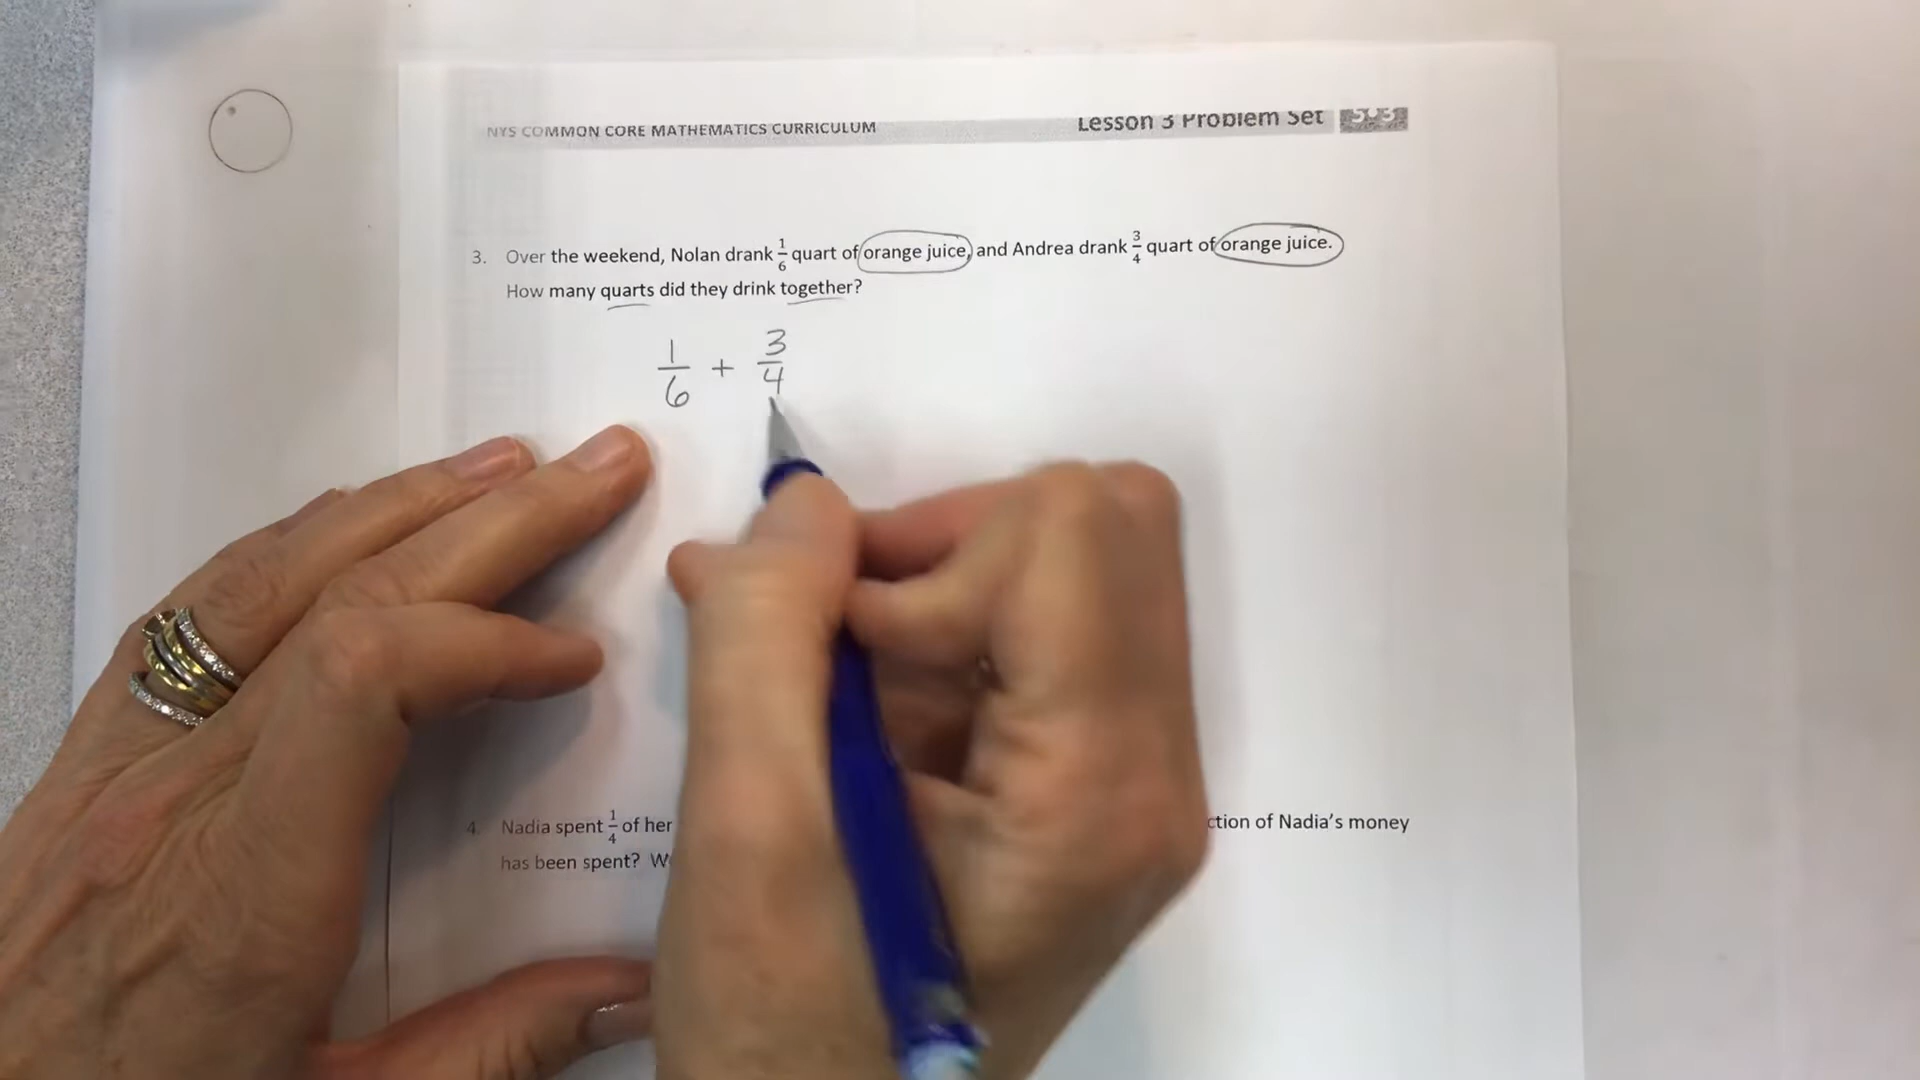 NYS COMMON CORE MATHEMATICS CURRICULUM Lesson 3 Problem Set 5•3
3. Over the weekend, Nolan drank 1/6 quart of orange juice, and Andrea drank 3/4 quart of orange juice.
How many quarts did they drink together?
1/6 + 3/4
4. Nadia spent 1/4 of her ction of Nadia's money
has been spent? W